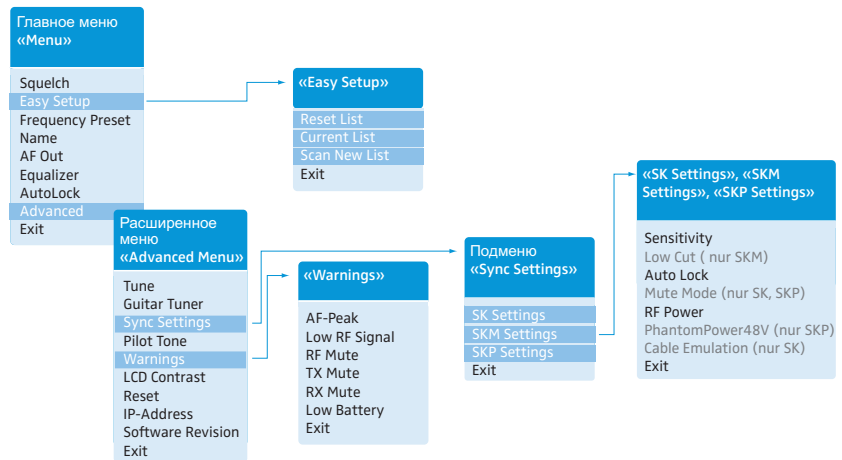 Главное меню
«Menu»
Squelch
Easy Setup
Frequency Preset
Name
AF Out
Equalizer
AutoLock
Advanced
Exit
«Easy Setup»
Reset List
Current List
Scan New List
Exit
Расширенное
меню
«Advanced Menu»
Tune
Guitar Tuner
Sync Settings
Pilot Tone
Warnings
LCD Contrast
Reset
IP-Address
Software Revision
Exit
«Warnings»
AF-Peak
Low RF Signal
RF Mute
TX Mute
RX Mute
Low Battery
Exit
Подменю
«Sync Settings»
SK Settings
SKM Settings
SKP Settings
Exit
«SK Settings», «SKM
Settings», «SKP Settings»
Sensitivity
Low Cut ( nur SKM)
Auto Lock
Mute Mode (nur SK, SKP)
RF Power
PhantomPower48V (nur SKP)
Cable Emulation (nur SK)
Exit